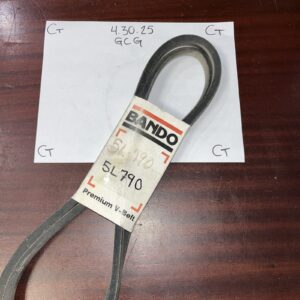 CT
4.30.25
CT
GCG
BANDO
5L790
5L790
Premium V-Belt
CT
CT